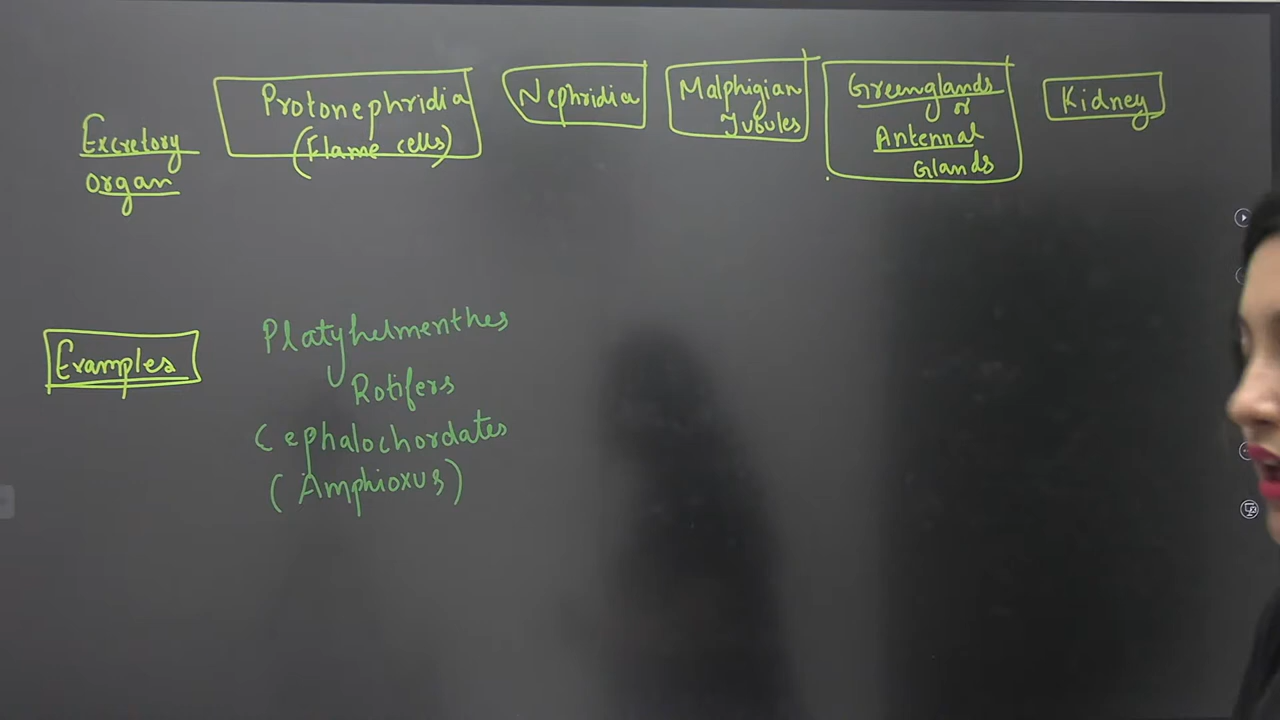 Excretory
organ
Protonephridia
(Flame cells)
Nephridia
Malphigian
Tubules
Greenglands
or
Antennal
Glands
Kidney
Examples
Platyhelmenthes
Rotifers
Cephalochordates
(Amphioxus)